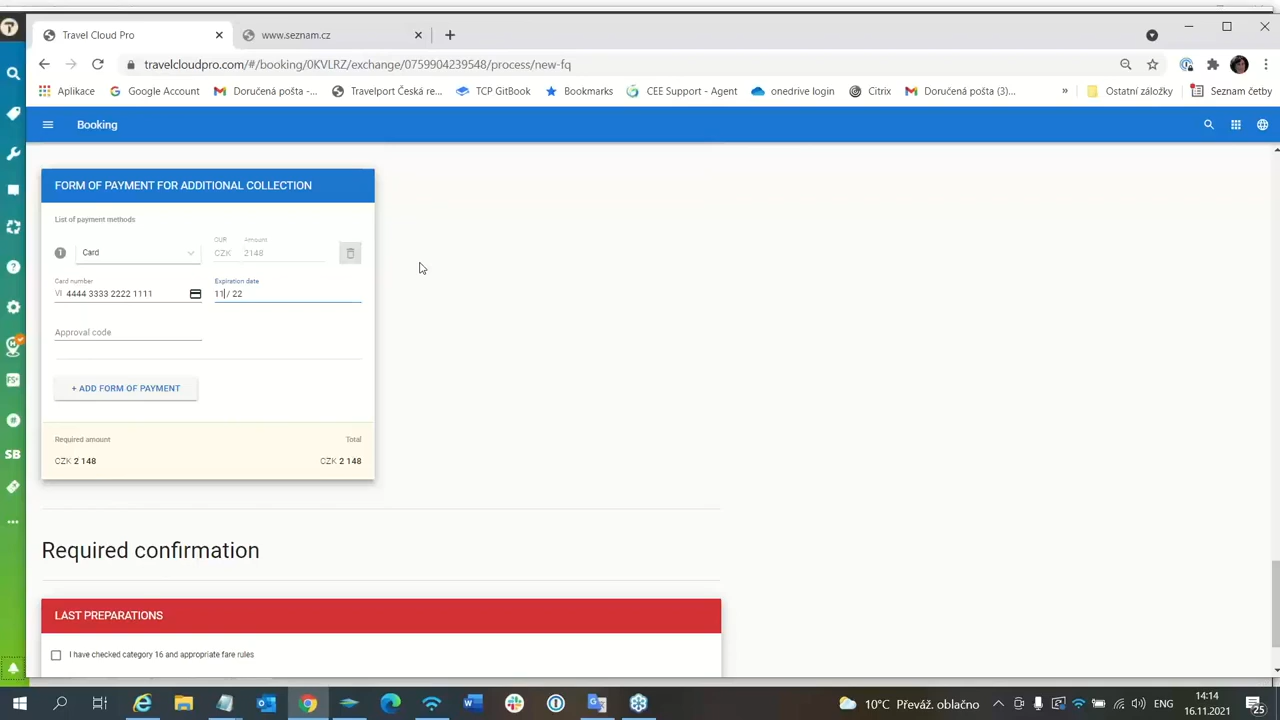 Travel Cloud Pro
www.seznam.cz
travelcloudpro.com/#/booking/0KVLRZ/exchange/0759904239548/process/new-fq
Aplikace
Google Account
Doručená pošta -...
Travelport Česká re...
TCP GitBook
Bookmarks
CEE Support - Agent
onedrive login
Citrix
Doručená pošta (3)...
»
Ostatní záložky
Seznam četby
Booking
FORM OF PAYMENT FOR ADDITIONAL COLLECTION
List of payment methods
1
Card
CUR
CZK
Amount
2148
Card number
VI 4444 3333 2222 1111
Expiration date
11 / 22
Approval code
+ ADD FORM OF PAYMENT
Required amount
Total
CZK 2 148
CZK 2 148
Required confirmation
LAST PREPARATIONS
I have checked category 16 and appropriate fare rules
FS+
#
SB
10°C Převáž. oblačno
ENG
14:14
16.11.2021
25